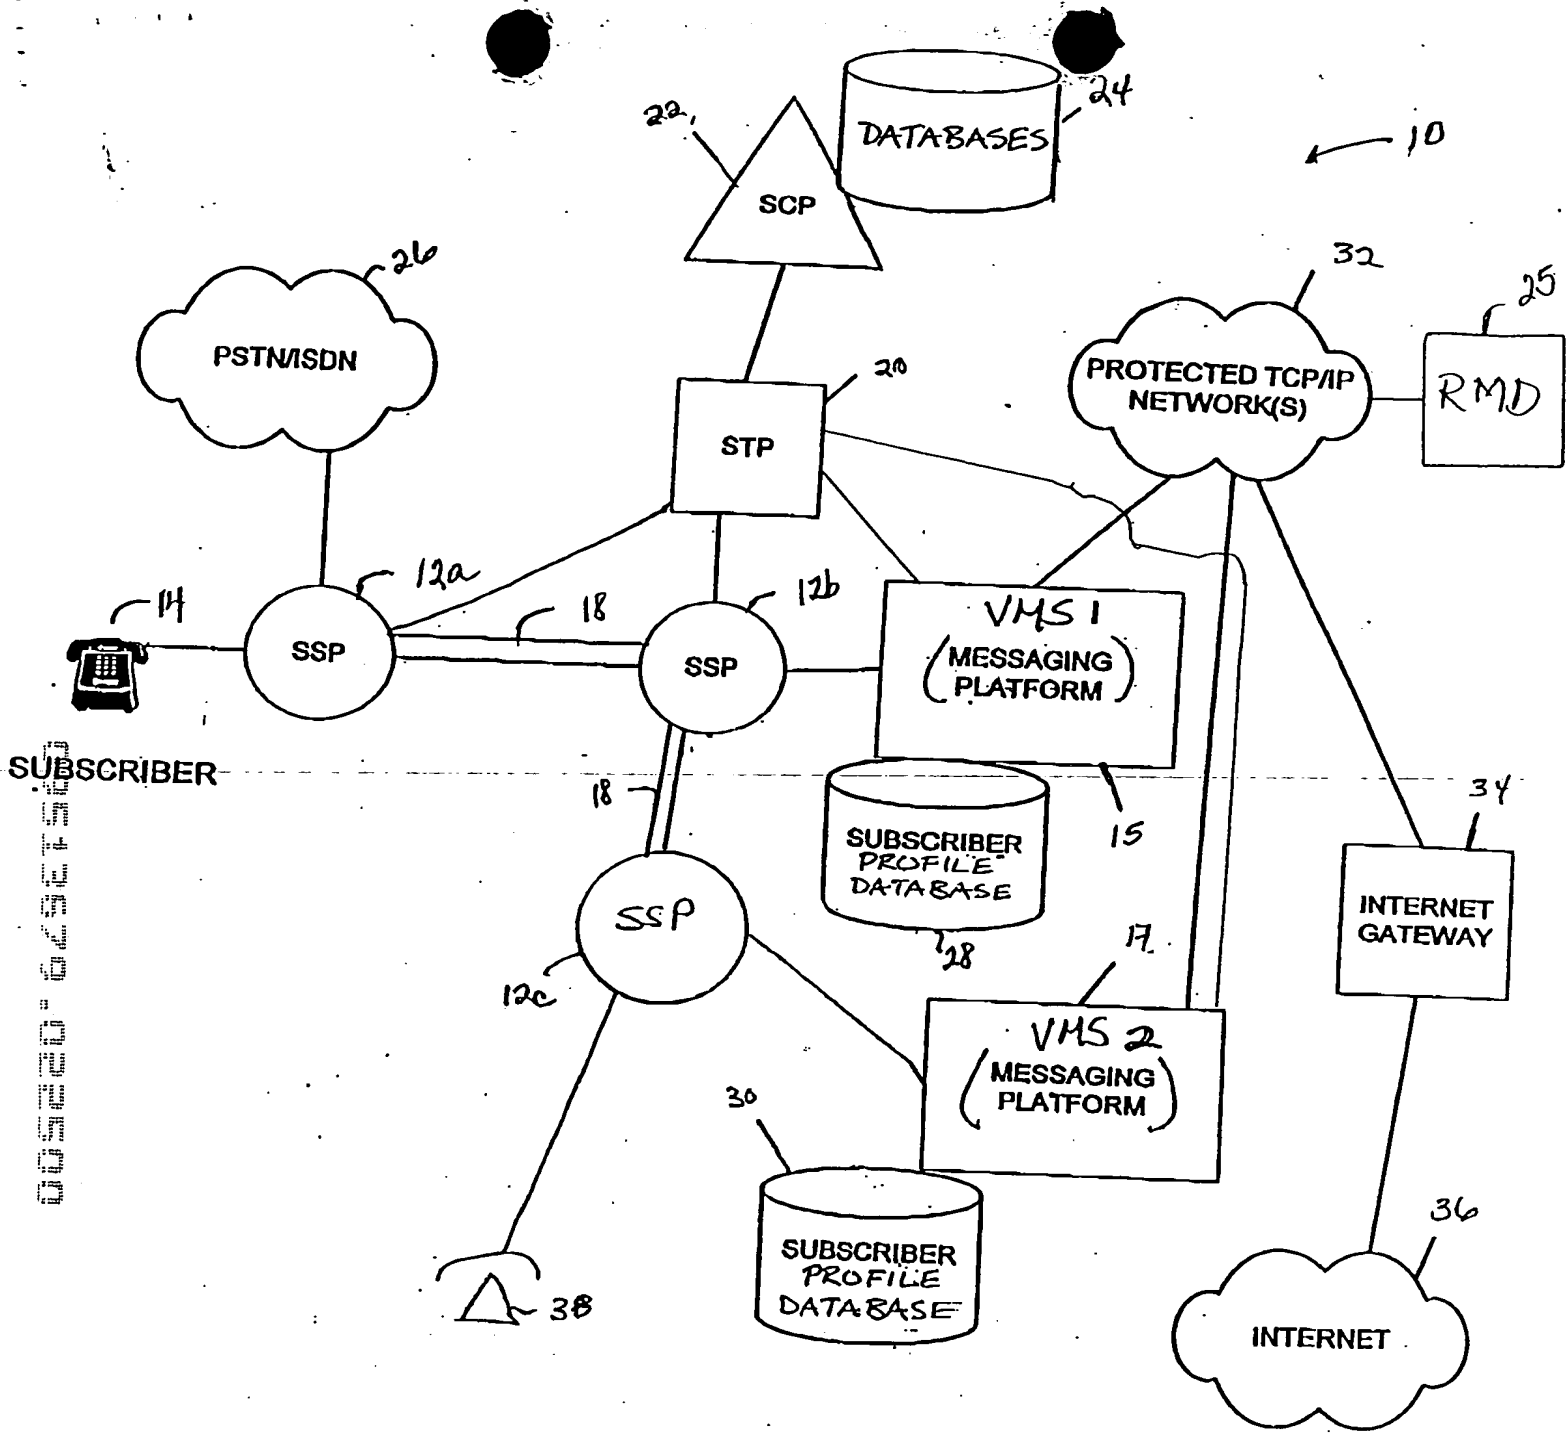 24
DATABASES
22
10
SCP
26
32
25
PSTN/ISDN
PROTECTED TCP/IP
NETWORK(S)
RMD
20
STP
12a
12b
14
18
SSP
SSP
VMS 1
(MESSAGING
PLATFORM)
SUBSCRIBER
18
15
34
SUBSCRIBER
PROFILE
DATABASE
28
INTERNET
GATEWAY
SSP
12c
17
VMS 2
(MESSAGING
PLATFORM)
30
SUBSCRIBER
PROFILE
DATABASE
38
36
INTERNET